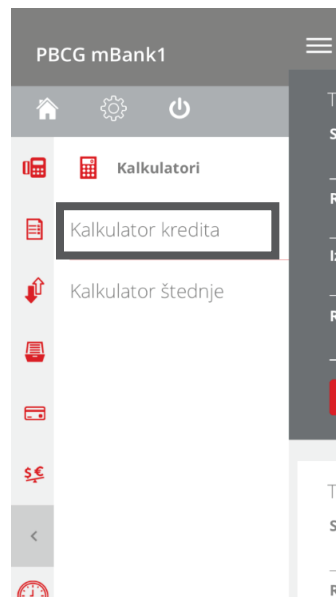 PBCG mBank1
Kalkulatori
Kalkulator kredita
Kalkulator štednje
$€